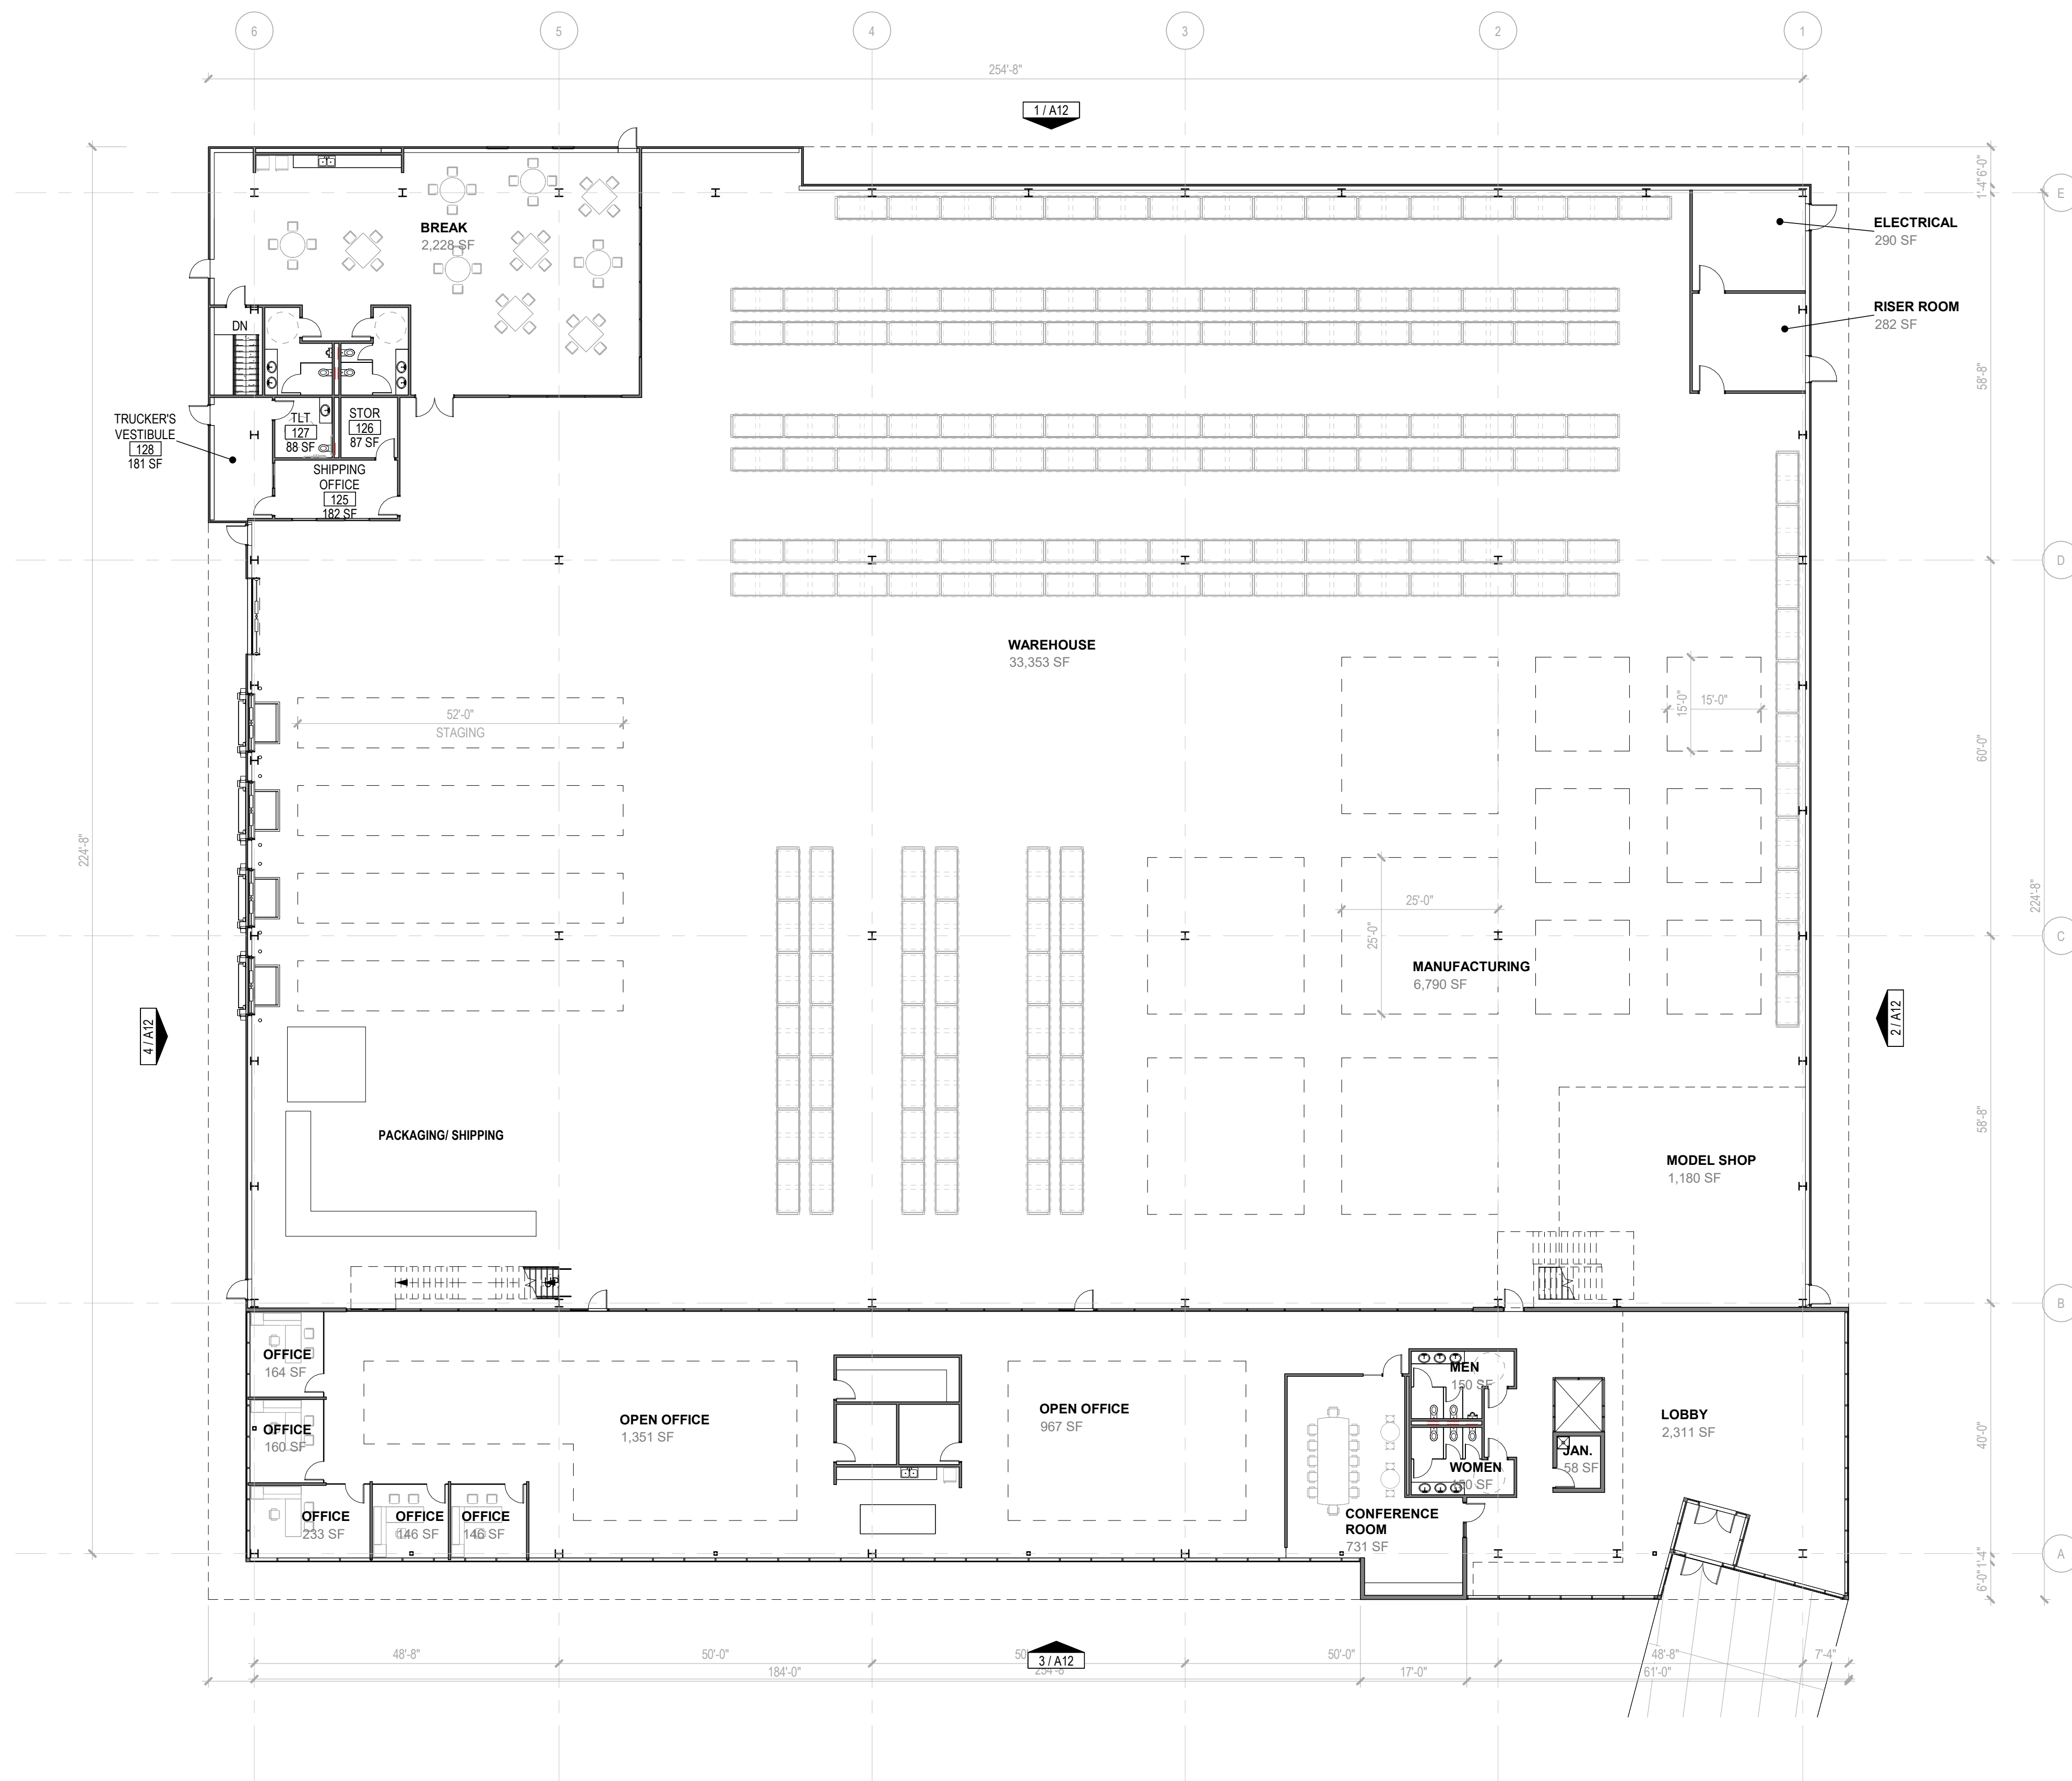 6
5
4
3
2
1
254'-8"
1 / A12
6'-0"
1'-4"
E
BREAK
2,228 SF
ELECTRICAL
290 SF
RISER ROOM
282 SF
DN
58'-8"
TRUCKER'S
VESTIBULE
128
181 SF
TLT
127
88 SF
STOR
126
87 SF
SHIPPING
OFFICE
125
182 SF
D
WAREHOUSE
33,353 SF
52'-0"
STAGING
15'-0"
15'-0"
60'-0"
224'-8"
224'-8"
25'-0"
25'-0"
C
MANUFACTURING
6,790 SF
4 / A12
2 / A12
PACKAGING/ SHIPPING
58'-8"
MODEL SHOP
1,180 SF
B
OFFICE
164 SF
OFFICE
160 SF
OPEN OFFICE
1,351 SF
OPEN OFFICE
967 SF
MEN
150 SF
LOBBY
2,311 SF
40'-0"
JAN.
58 SF
WOMEN
150 SF
OFFICE
233 SF
OFFICE
146 SF
OFFICE
146 SF
CONFERENCE
ROOM
731 SF
A
1'-4"
6'-0"
48'-8"
50'-0"
50'
3 / A12
50'-0"
48'-8"
7'-4"
184'-0"
254'-8"
17'-0"
61'-0"